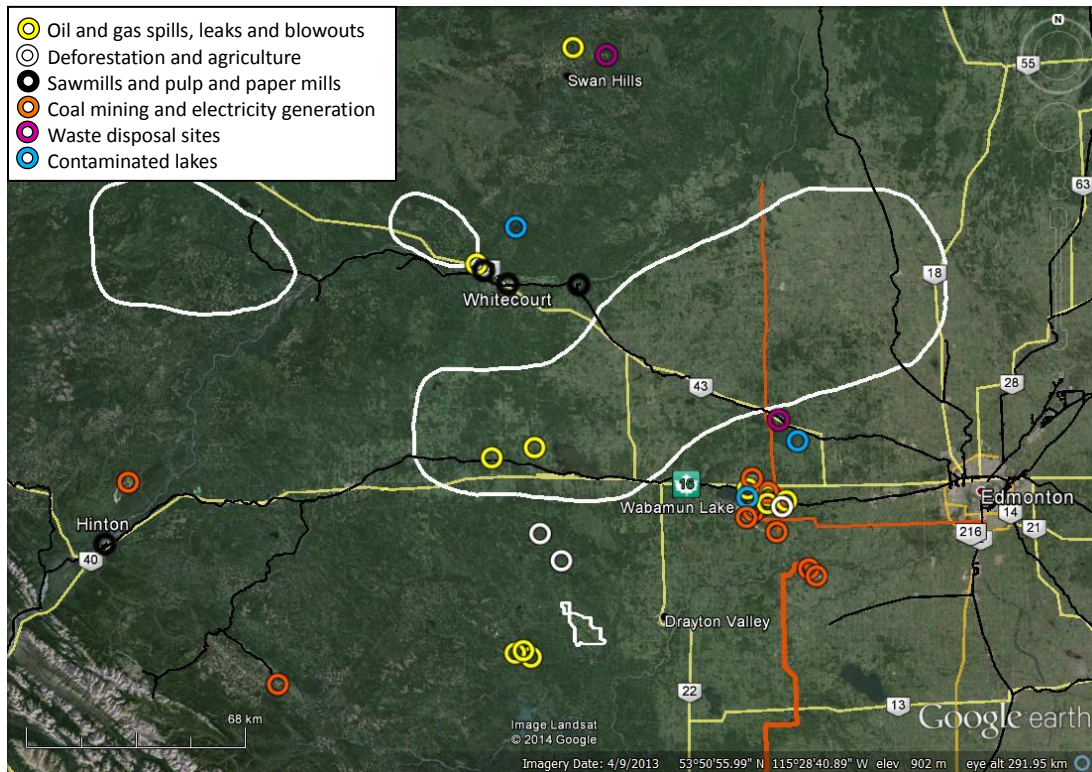 Oil and gas spills, leaks and blowouts
Deforestation and agriculture
Sawmills and pulp and paper mills
Coal mining and electricity generation
Waste disposal sites
Contaminated lakes
N
55
Swan Hills
63
18
Whitecourt
43
28
16
Wabamun Lake
Edmonton
14
Hinton
216
21
40
Drayton Valley
22
13
68 km
Google earth
Image Landsat
© 2014 Google
Imagery Date: 4/9/2013 53°50'55.99" N 115°28'40.89" W elev 902 m eye alt 291.95 km